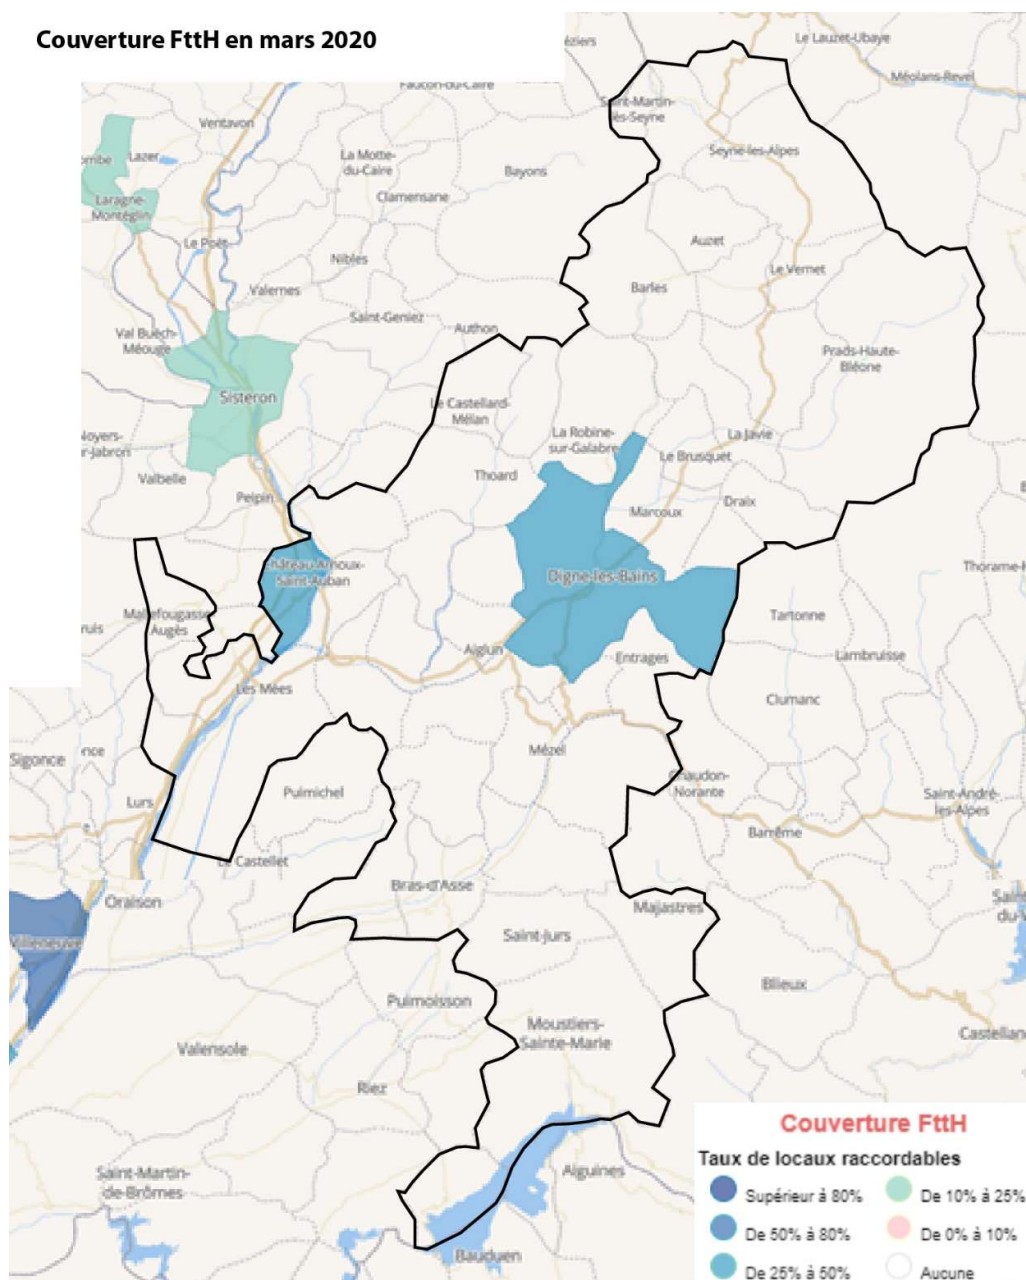 Couverture FttH en mars 2020
Le Lauzet-Ubaye
Méolans-Revel
Faucon-du-Caire
Saint-Martin-
lès-Seyne
Ventavon
Seyne-les-Alpes
Lazer
La Motte-
du-Caire
Bayons
Clamensane
Laragne-
Montéglin
Le Poët
Auzet
Nibles
Le Vernet
Valernes
Barles
Saint-Geniez
Authon
Val Buëch-
Méouge
Prads-Haute-
Bléone
Sisteron
Le Castellard-
Mélan
La Robine-
sur-Galabre
La Javie
Noyers-
sur-Jabron
Le Brusquet
Valbelle
Thoard
Peipin
Draix
Marcoux
Château-Arnoux-
Saint-Auban
Digne-les-Bains
Thorame-H
Mallefougasse-
Augès
Tartonne
Aiglun
Entrages
Lambruisse
Les Mées
Clumanc
Sigonce
Mézel
Chaudon-
Norante
Lurs
Puimichel
Saint-André-
les-Alpes
Barrême
Le Castellet
Bras-d'Asse
Oraison
Majastres
Villeneuve
Saint-Jurs
Blieux
Puimoisson
Moustiers-
Sainte-Marie
Castellan
Valensole
Riez
Saint-Martin-
de-Brômes
Aiguines
Bauduen
Couverture FttH
Taux de locaux raccordables
Supérieur à 80%
De 10% à 25%
De 50% à 80%
De 0% à 10%
De 25% à 50%
Aucune